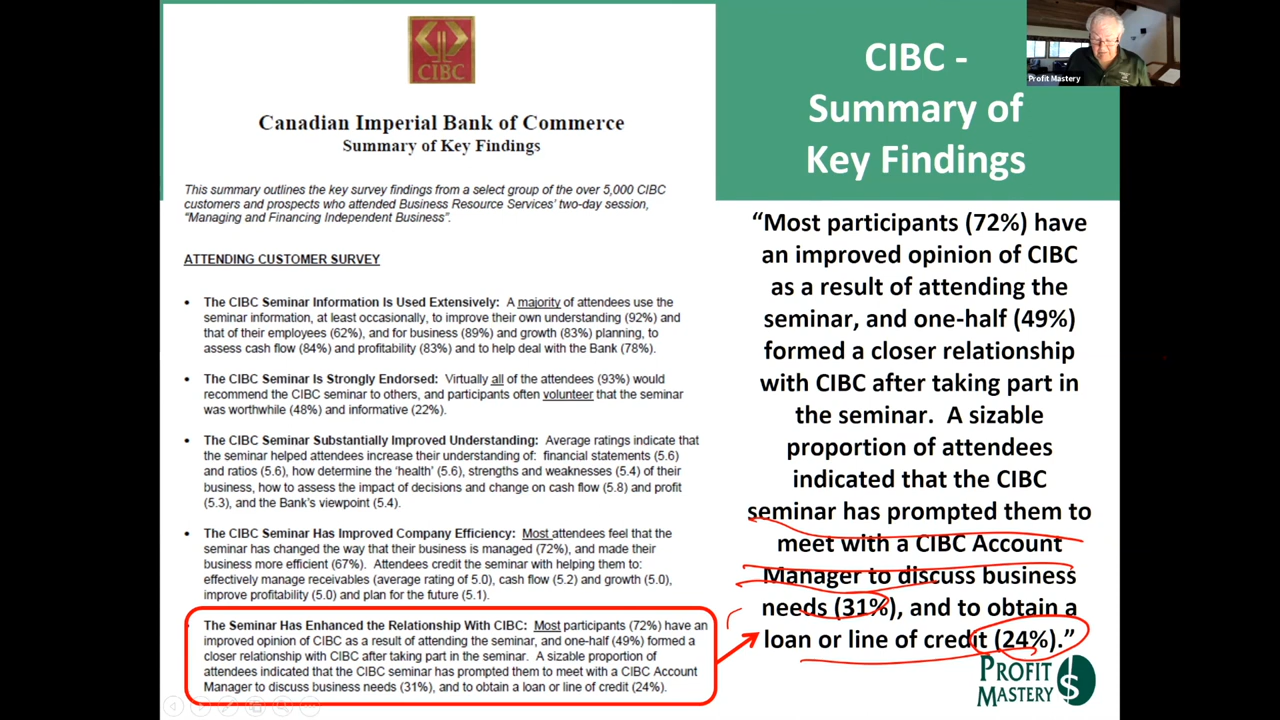 CIBC
Canadian Imperial Bank of Commerce
Summary of Key Findings
This summary outlines the key survey findings from a select group of the over 5,000 CIBC
customers and prospects who attended Business Resource Services' two-day session,
"Managing and Financing Independent Business".
ATTENDING CUSTOMER SURVEY
• The CIBC Seminar Information Is Used Extensively: A majority of attendees use the
seminar information, at least occasionally, to improve their own understanding (92%) and
that of their employees (62%), and for business (89%) and growth (83%) planning, to
assess cash flow (84%) and profitability (83%) and to help deal with the Bank (78%).
• The CIBC Seminar Is Strongly Endorsed: Virtually all of the attendees (93%) would
recommend the CIBC seminar to others, and participants often volunteer that the seminar
was worthwhile (48%) and informative (22%).
• The CIBC Seminar Substantially Improved Understanding: Average ratings indicate that
the seminar helped attendees increase their understanding of: financial statements (5.6)
and ratios (5.6), how determine the 'health' (5.6), strengths and weaknesses (5.4) of their
business, how to assess the impact of decisions and change on cash flow (5.8) and profit
(5.3), and the Bank's viewpoint (5.4).
• The CIBC Seminar Has Improved Company Efficiency: Most attendees feel that the
seminar has changed the way that their business is managed (72%), and made their
business more efficient (67%). Attendees credit the seminar with helping them to:
effectively manage receivables (average rating of 5.0), cash flow (5.2) and growth (5.0),
improve profitability (5.0) and plan for the future (5.1).
• The Seminar Has Enhanced the Relationship With CIBC: Most participants (72%) have an
improved opinion of CIBC as a result of attending the seminar, and one-half (49%) formed a
closer relationship with CIBC after taking part in the seminar. A sizable proportion of
attendees indicated that the CIBC seminar has prompted them to meet with a CIBC Account
Manager to discuss business needs (31%), and to obtain a loan or line of credit (24%).
CIBC -
Summary of
Key Findings
Profit Mastery
"Most participants (72%) have
an improved opinion of CIBC
as a result of attending the
seminar, and one-half (49%)
formed a closer relationship
with CIBC after taking part in
the seminar. A sizable
proportion of attendees
indicated that the CIBC
seminar has prompted them to
meet with a CIBC Account
Manager to discuss business
needs (31%), and to obtain a
loan or line of credit (24%)."
PROFIT
MASTERY
$